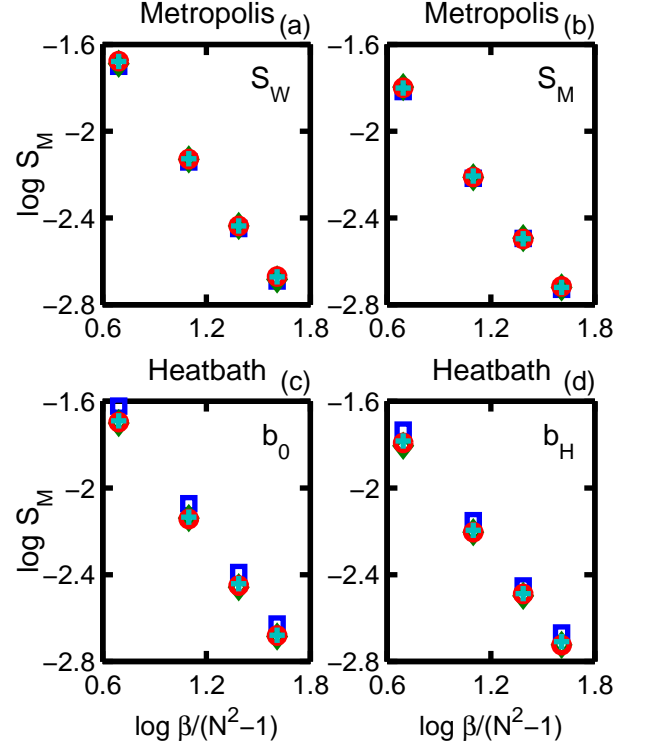 Metropolis (a)
Metropolis (b)
−1.6
−2
−2.4
−2.8
log S_M
S_W
0.6 1.2 1.8
−1.6
−2
−2.4
−2.8
S_M
0.6 1.2 1.8
Heatbath (c)
Heatbath (d)
−1.6
−2
−2.4
−2.8
log S_M
b_0
0.6 1.2 1.8
log β/(N²−1)
−1.6
−2
−2.4
−2.8
b_H
0.6 1.2 1.8
log β/(N²−1)